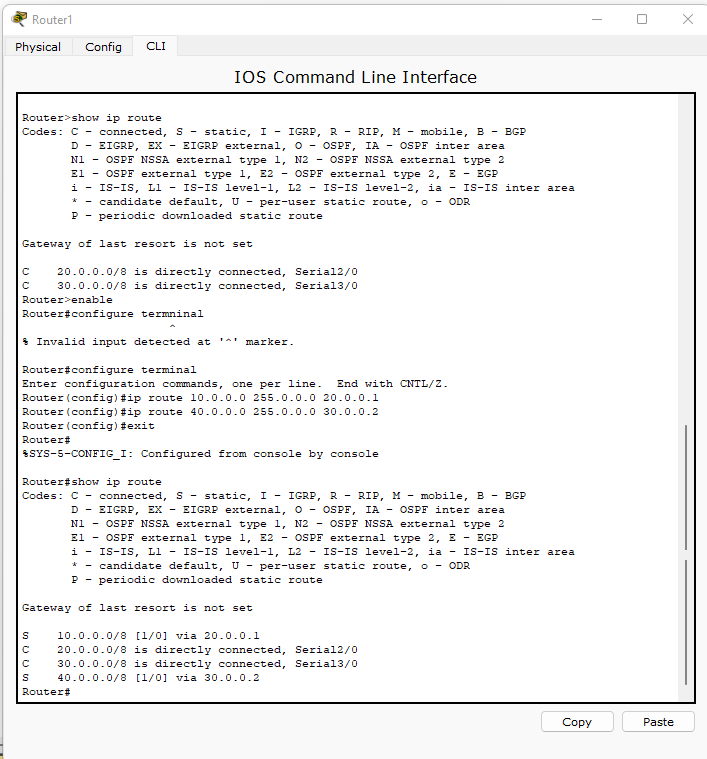 Router1
Physical Config CLI
IOS Command Line Interface
Router>show ip route
Codes: C - connected, S - static, I - IGRP, R - RIP, M - mobile, B - BGP
       D - EIGRP, EX - EIGRP external, O - OSPF, IA - OSPF inter area
       N1 - OSPF NSSA external type 1, N2 - OSPF NSSA external type 2
       E1 - OSPF external type 1, E2 - OSPF external type 2, E - EGP
       i - IS-IS, L1 - IS-IS level-1, L2 - IS-IS level-2, ia - IS-IS inter area
       * - candidate default, U - per-user static route, o - ODR
       P - periodic downloaded static route
Gateway of last resort is not set
C    20.0.0.0/8 is directly connected, Serial2/0
C    30.0.0.0/8 is directly connected, Serial3/0
Router>enable
Router#configure termninal
                     ^
% Invalid input detected at '^' marker.
Router#configure terminal
Enter configuration commands, one per line.  End with CNTL/Z.
Router(config)#ip route 10.0.0.0 255.0.0.0 20.0.0.1
Router(config)#ip route 40.0.0.0 255.0.0.0 30.0.0.2
Router(config)#exit
Router#
%SYS-5-CONFIG_I: Configured from console by console
Router#show ip route
Codes: C - connected, S - static, I - IGRP, R - RIP, M - mobile, B - BGP
       D - EIGRP, EX - EIGRP external, O - OSPF, IA - OSPF inter area
       N1 - OSPF NSSA external type 1, N2 - OSPF NSSA external type 2
       E1 - OSPF external type 1, E2 - OSPF external type 2, E - EGP
       i - IS-IS, L1 - IS-IS level-1, L2 - IS-IS level-2, ia - IS-IS inter area
       * - candidate default, U - per-user static route, o - ODR
       P - periodic downloaded static route
Gateway of last resort is not set
S    10.0.0.0/8 [1/0] via 20.0.0.1
C    20.0.0.0/8 is directly connected, Serial2/0
C    30.0.0.0/8 is directly connected, Serial3/0
S    40.0.0.0/8 [1/0] via 30.0.0.2
Router#
Copy Paste